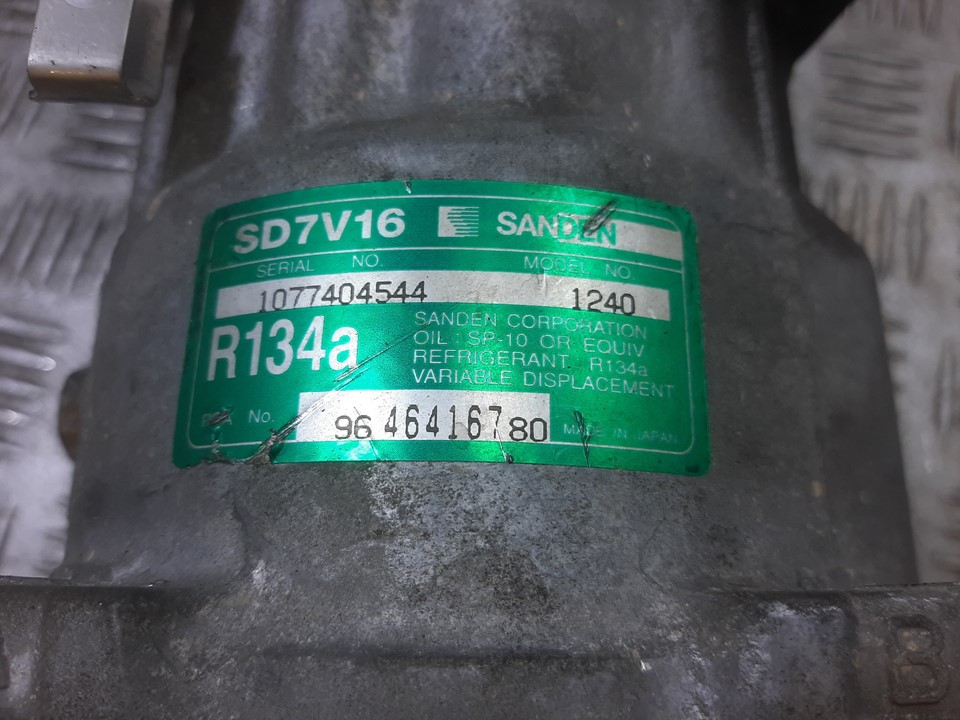 SD7V16 SANDEN
SERIAL NO. MODEL NO.
1077404544 1240
R134a
SANDEN CORPORATION
OIL : SP-10 OR EQUIV
REFRIGERANT R134a
VARIABLE DISPLACEMENT
No. 96 464167 80 MADE IN JAPAN
B